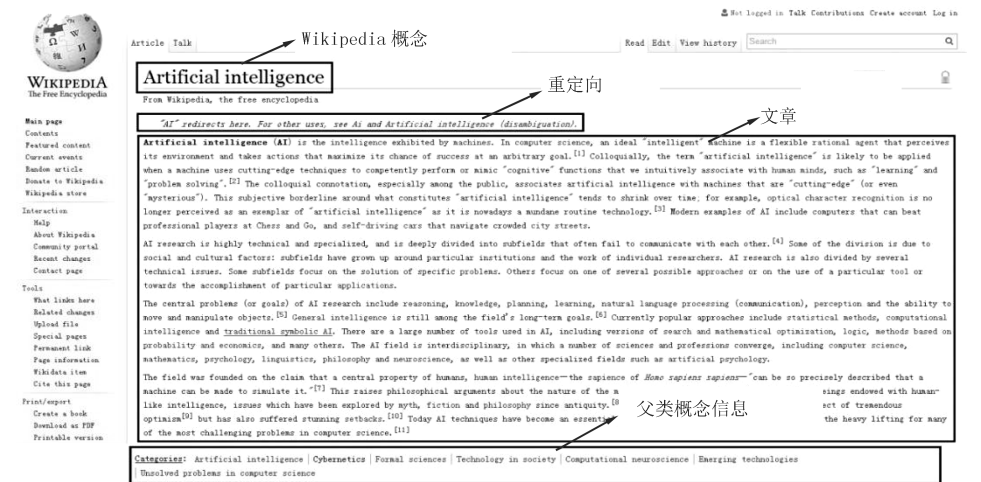 Not logged in Talk Contributions Create account Log in
Wikipedia 概念
Article Talk
Read Edit View history Search
WIKIPEDIA
The Free Encyclopedia
Artificial intelligence
From Wikipedia, the free encyclopedia
重定向
"AI" redirects here. For other uses, see Ai and Artificial intelligence (disambiguation).
文章
Main page
Contents
Featured content
Current events
Random article
Donate to Wikipedia
Wikipedia store
Interaction
Help
About Wikipedia
Community portal
Recent changes
Contact page
Tools
What links here
Related changes
Upload file
Special pages
Permanent link
Page information
Wikidata item
Cite this page
Print/export
Create a book
Download as PDF
Printable version
Artificial intelligence (AI) is the intelligence exhibited by machines. In computer science, an ideal "intelligent" machine is a flexible rational agent that perceives
its environment and takes actions that maximize its chance of success at an arbitrary goal.[1] Colloquially, the term "artificial intelligence" is likely to be applied
when a machine uses cutting-edge techniques to competently perform or mimic "cognitive" functions that we intuitively associate with human minds, such as "learning" and
"problem solving".[2] The colloquial connotation, especially among the public, associates artificial intelligence with machines that are "cutting-edge" (or even
"mysterious"). This subjective borderline around what constitutes "artificial intelligence" tends to shrink over time; for example, optical character recognition is no
longer perceived as an exemplar of "artificial intelligence" as it is nowadays a mundane routine technology.[3] Modern examples of AI include computers that can beat
professional players at Chess and Go, and self-driving cars that navigate crowded city streets.
AI research is highly technical and specialized, and is deeply divided into subfields that often fail to communicate with each other.[4] Some of the division is due to
social and cultural factors: subfields have grown up around particular institutions and the work of individual researchers. AI research is also divided by several
technical issues. Some subfields focus on the solution of specific problems. Others focus on one of several possible approaches or on the use of a particular tool or
towards the accomplishment of particular applications.
The central problems (or goals) of AI research include reasoning, knowledge, planning, learning, natural language processing (communication), perception and the ability to
move and manipulate objects.[5] General intelligence is still among the field's long-term goals.[6] Currently popular approaches include statistical methods, computational
intelligence and traditional symbolic AI. There are a large number of tools used in AI, including versions of search and mathematical optimization, logic, methods based on
probability and economics, and many others. The AI field is interdisciplinary, in which a number of sciences and professions converge, including computer science,
mathematics, psychology, linguistics, philosophy and neuroscience, as well as other specialized fields such as artificial psychology.
The field was founded on the claim that a central property of humans, human intelligence—the sapience of Homo sapiens sapiens—"can be so precisely described that a
machine can be made to simulate it."[7] This raises philosophical arguments about the nature of the m ings endowed with human-
like intelligence, issues which have been explored by myth, fiction and philosophy since antiquity.[8 ect of tremendous
optimism[9] but has also suffered stunning setbacks.[10] Today AI techniques have become an essential the heavy lifting for many
of the most challenging problems in computer science.[11]
父类概念信息
Categories: Artificial intelligence | Cybernetics | Formal sciences | Technology in society | Computational neuroscience | Emerging technologies
| Unsolved problems in computer science